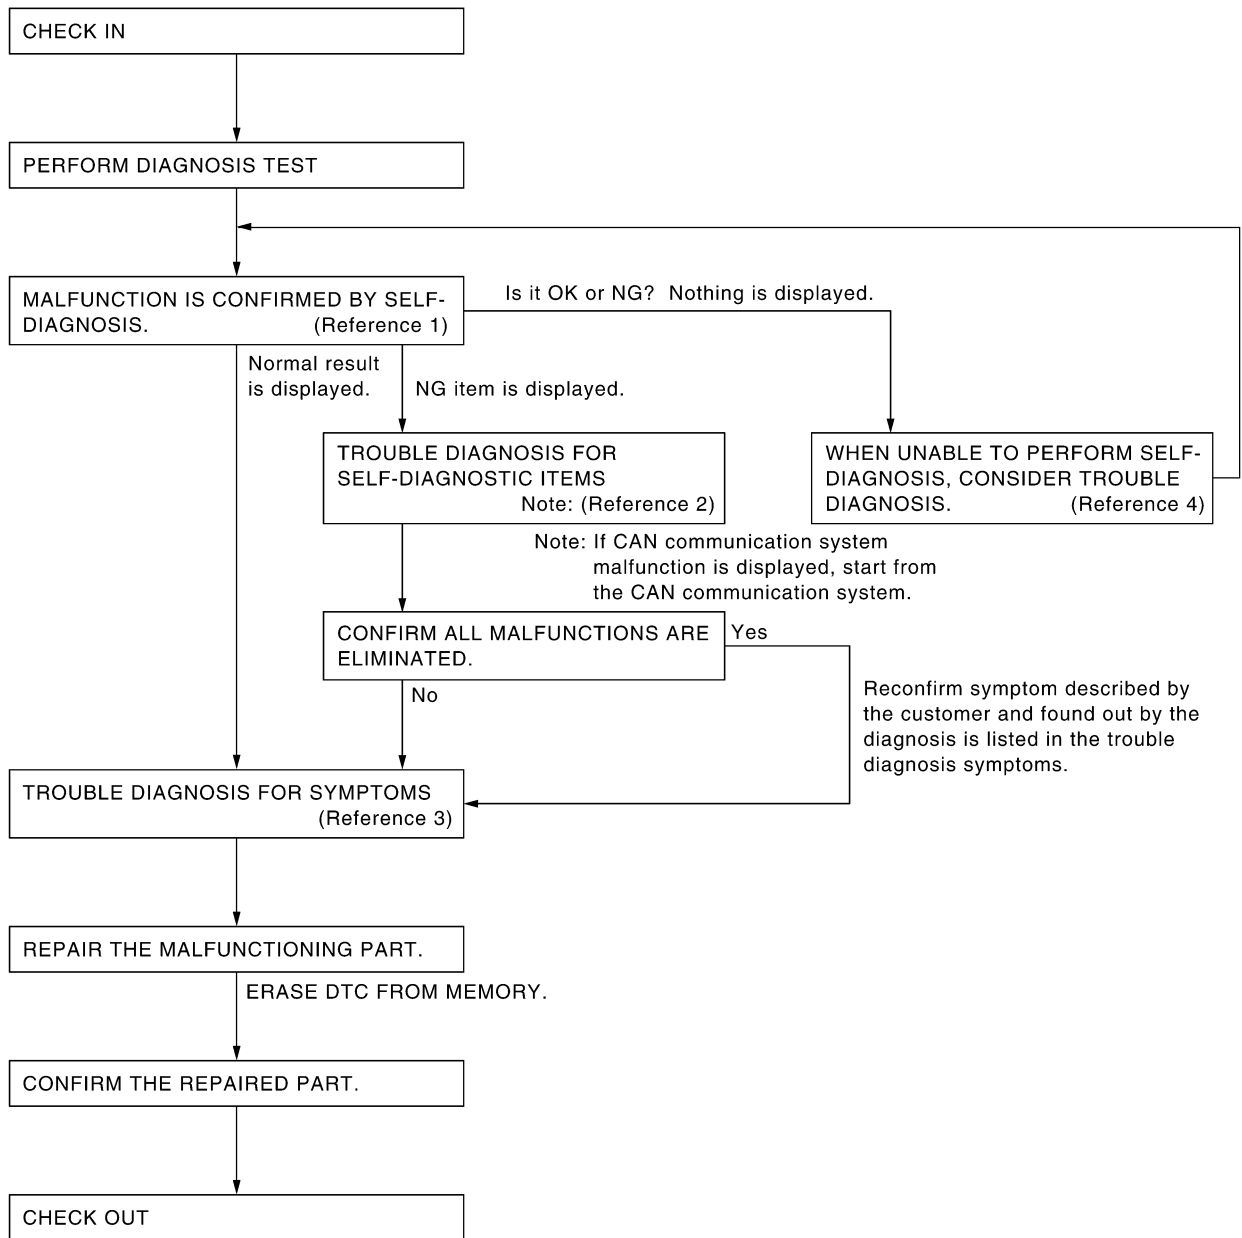 CHECK IN
PERFORM DIAGNOSIS TEST
MALFUNCTION IS CONFIRMED BY SELF-
DIAGNOSIS. (Reference 1)
Is it OK or NG? Nothing is displayed.
Normal result
is displayed.
NG item is displayed.
TROUBLE DIAGNOSIS FOR
SELF-DIAGNOSTIC ITEMS
Note: (Reference 2)
WHEN UNABLE TO PERFORM SELF-
DIAGNOSIS, CONSIDER TROUBLE
DIAGNOSIS. (Reference 4)
Note: If CAN communication system
malfunction is displayed, start from
the CAN communication system.
CONFIRM ALL MALFUNCTIONS ARE
ELIMINATED.
Yes
No
Reconfirm symptom described by
the customer and found out by the
diagnosis is listed in the trouble
diagnosis symptoms.
TROUBLE DIAGNOSIS FOR SYMPTOMS
(Reference 3)
REPAIR THE MALFUNCTIONING PART.
ERASE DTC FROM MEMORY.
CONFIRM THE REPAIRED PART.
CHECK OUT